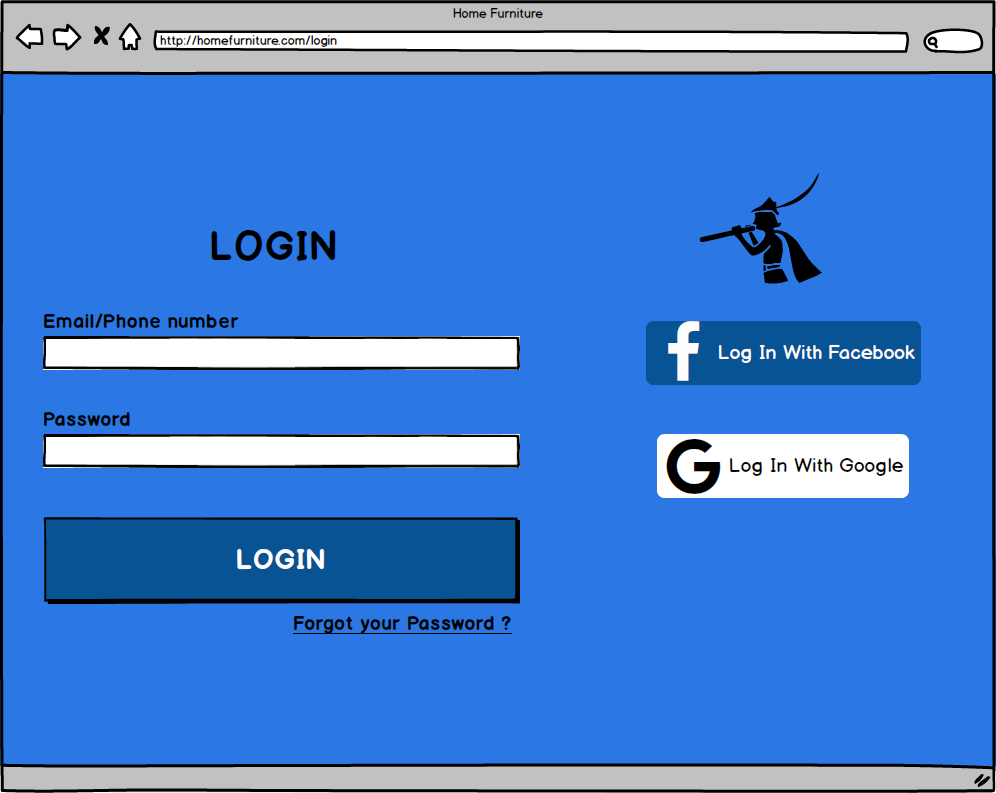 Home Furniture
http://homefurniture.com/login
LOGIN
Email/Phone number
Password
LOGIN
Forgot your Password ?
Log In With Facebook
Log In With Google